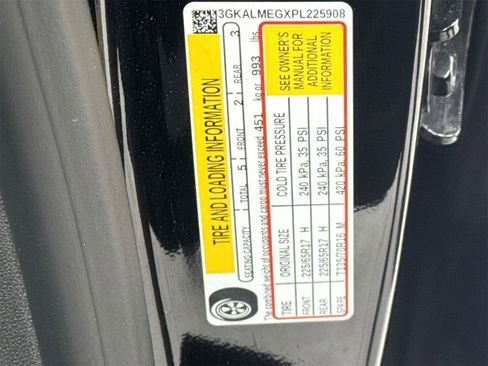 3GKALMEGXPL225908
TIRE AND LOADING INFORMATION
SEATING CAPACITY | TOTAL 5 | FRONT 2 | REAR 3
The combined weight of occupants and cargo must never exceed 451 kg or 993 lbs.
TIRE ORIGINAL SIZE COLD TIRE PRESSURE
FRONT 225/65R17 H 240 kPa, 35 PSI
REAR 225/65R17 H 240 kPa, 35 PSI
SPARE T135/70R16 M 420 kPa, 60 PSI
SEE OWNER'S
MANUAL FOR
ADDITIONAL
INFORMATION